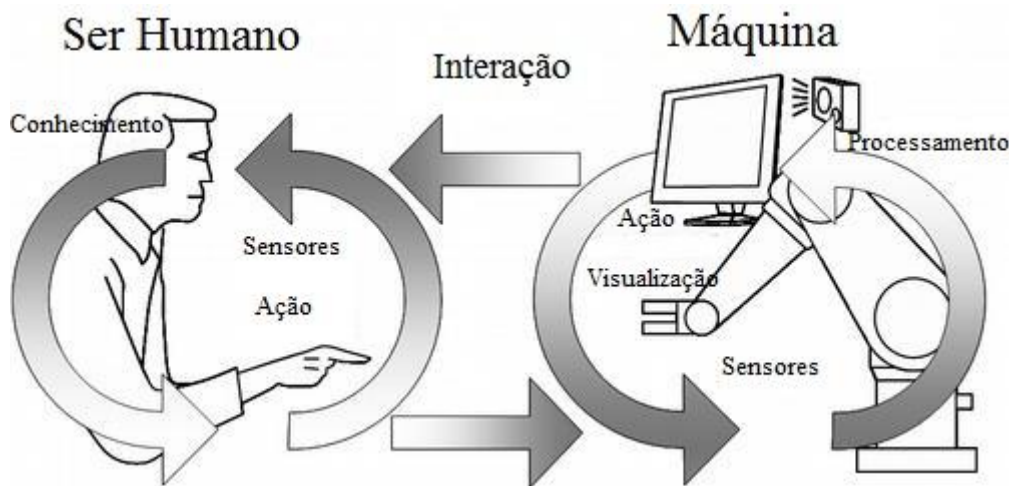 Ser Humano
Máquina
Interação
Conhecimento
Processamento
Ação
Sensores
Visualização
Ação
Sensores